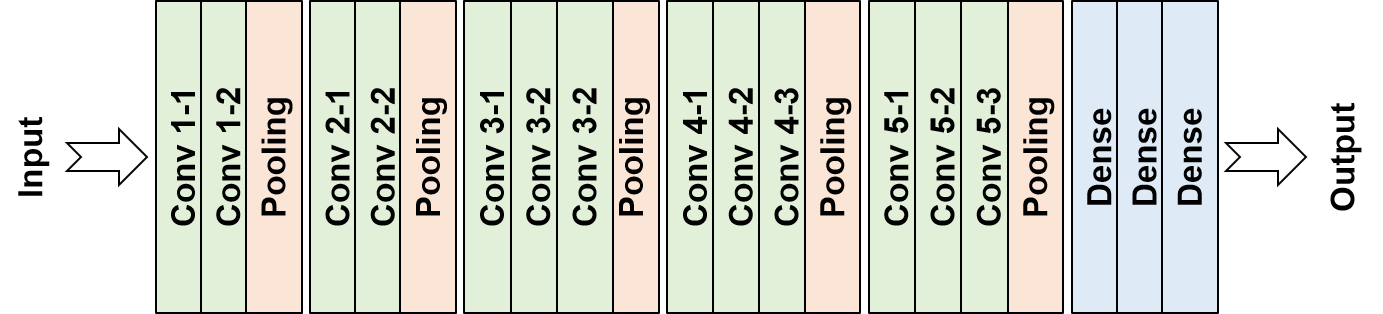 Input
Conv 1-1
Conv 1-2
Pooling
Conv 2-1
Conv 2-2
Pooling
Conv 3-1
Conv 3-2
Conv 3-2
Pooling
Conv 4-1
Conv 4-2
Conv 4-3
Pooling
Conv 5-1
Conv 5-2
Conv 5-3
Pooling
Dense
Dense
Dense
Output